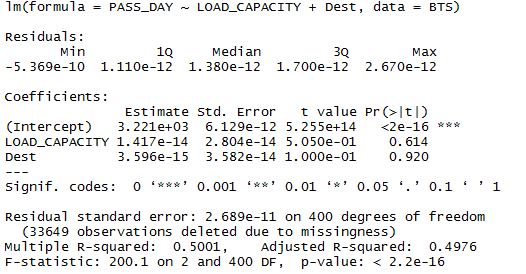 lm(formula = PASS_DAY ~ LOAD_CAPACITY + Dest, data = BTS)
Residuals:
Min 1Q Median 3Q Max
-5.369e-10 1.110e-12 1.380e-12 1.700e-12 2.670e-12
Coefficients:
Estimate Std. Error t value Pr(>|t|)
(Intercept) 3.221e+03 6.129e-12 5.255e+14 <2e-16 ***
LOAD_CAPACITY 1.417e-14 2.804e-14 5.050e-01 0.614
Dest 3.596e-15 3.582e-14 1.000e-01 0.920
---
Signif. codes: 0 ‘***’ 0.001 ‘**’ 0.01 ‘*’ 0.05 ‘.’ 0.1 ‘ ’ 1
Residual standard error: 2.689e-11 on 400 degrees of freedom
(33649 observations deleted due to missingness)
Multiple R-squared: 0.5001, Adjusted R-squared: 0.4976
F-statistic: 200.1 on 2 and 400 DF, p-value: < 2.2e-16